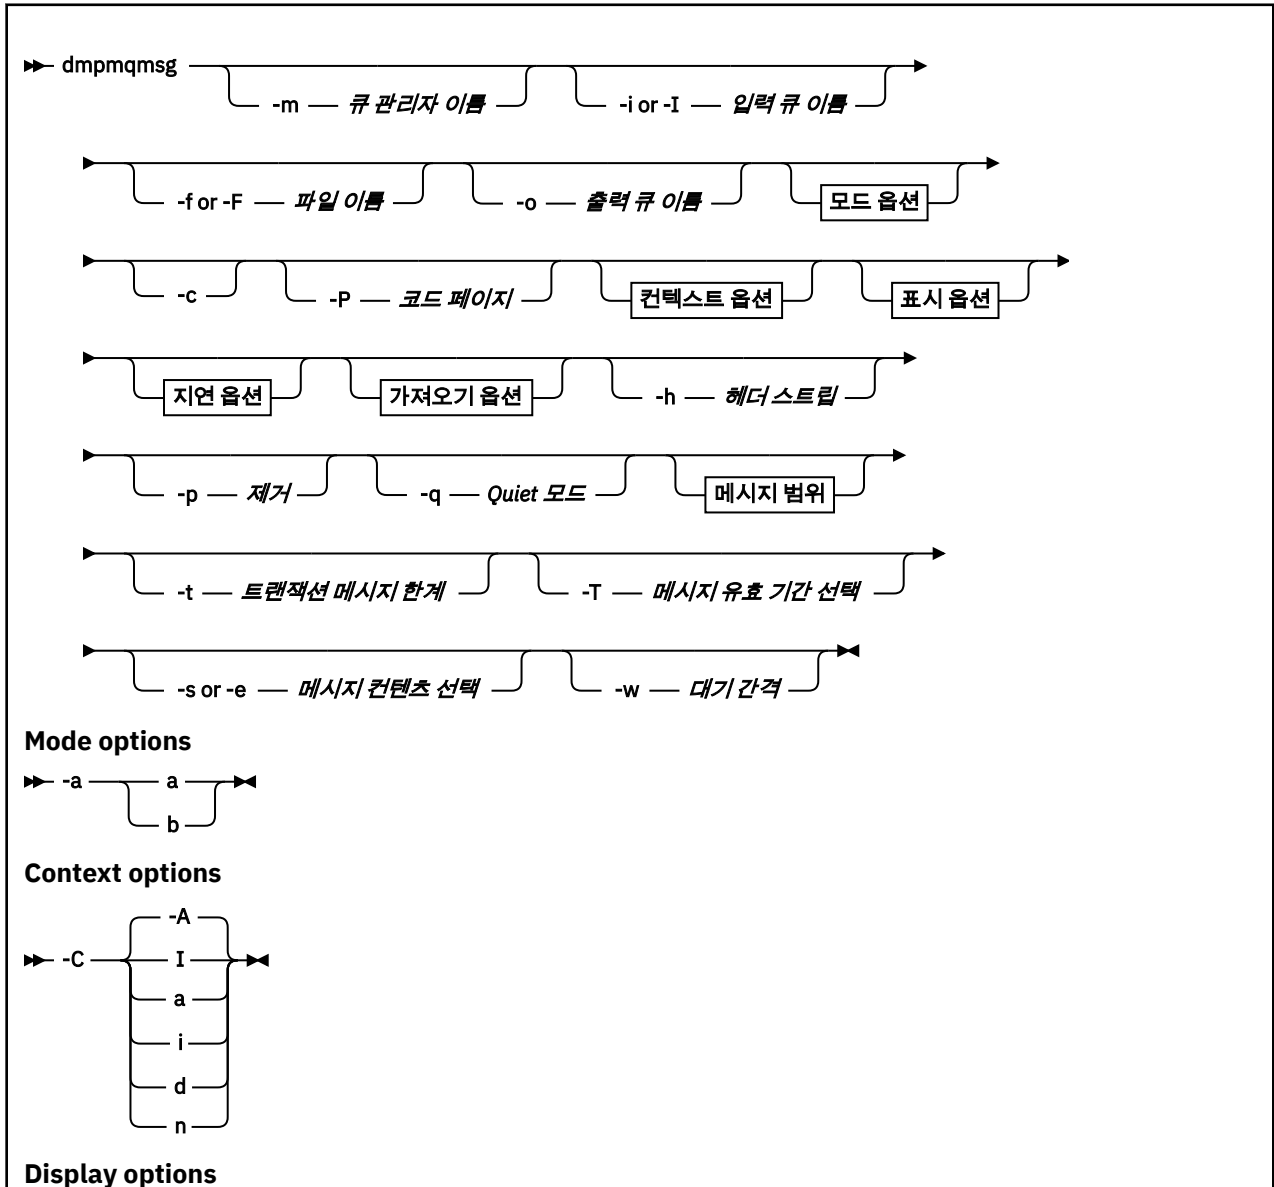 dmpmqmsg -m 큐 관리자 이름 -i or -I 입력 큐 이름
-f or -F 파일 이름 -o 출력 큐 이름 모드 옵션
-c -P 코드 페이지 컨텍스트 옵션 표시 옵션
지연 옵션 가져오기 옵션 -h 헤더 스트립
-p 제거 -q Quiet 모드 메시지 범위
-t 트랜잭션 메시지 한계 -T 메시지 유효 기간 선택
-s or -e 메시지 컨텐츠 선택 -w 대기 간격
Mode options
-a a
b
Context options
-A
-C I
a
i
d
n
Display options